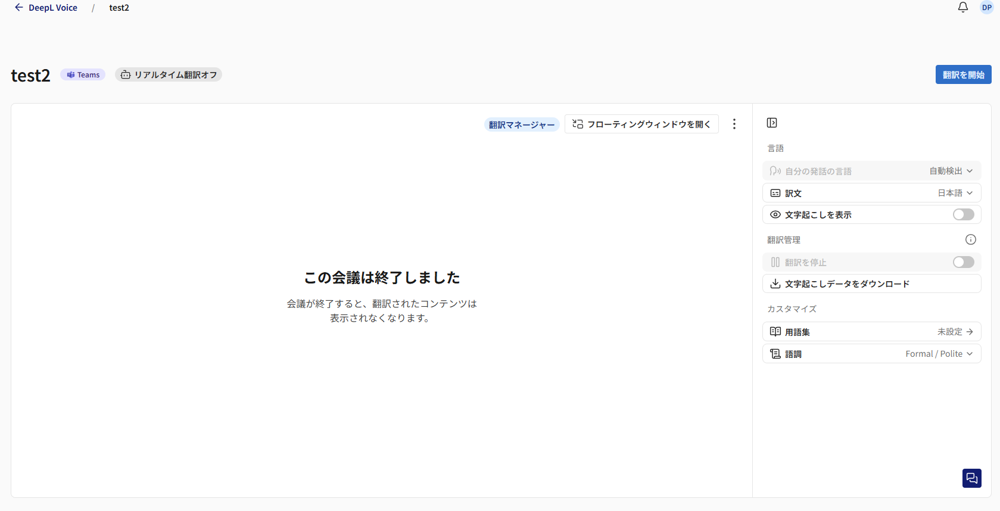 DeepL Voice / test2
DP
test2
Teams
リアルタイム翻訳オフ
翻訳を開始
翻訳マネージャー
フローティングウィンドウを開く
この会議は終了しました
会議が終了すると、翻訳されたコンテンツは
表示されなくなります。
言語
自分の発話の言語 自動検出
訳文 日本語
文字起こしを表示
翻訳管理
翻訳を停止
文字起こしデータをダウンロード
カスタマイズ
用語集 未設定
語調 Formal / Polite